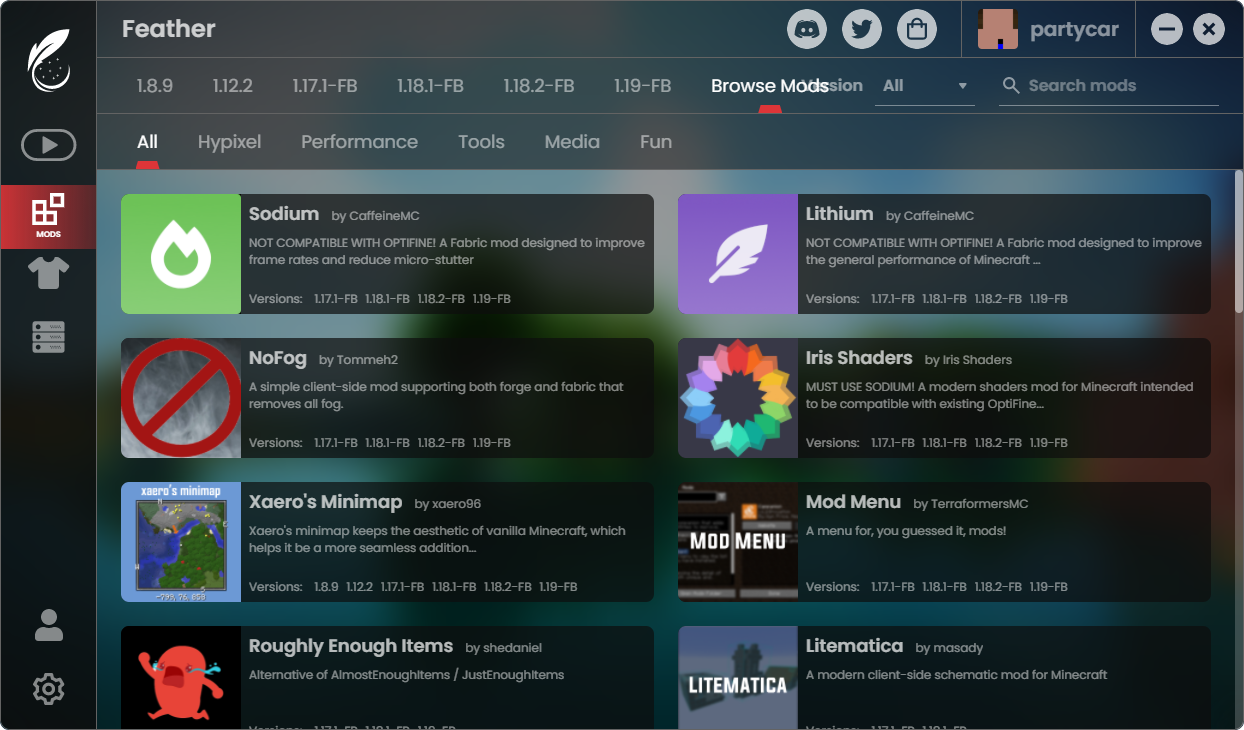 Feather
partycar
1.8.9 1.12.2 1.17.1-FB 1.18.1-FB 1.18.2-FB 1.19-FB Browse Mods Version All Search mods
All Hypixel Performance Tools Media Fun
MODS
Sodium by CaffeineMC
NOT COMPATIBLE WITH OPTIFINE! A Fabric mod designed to improve
frame rates and reduce micro-stutter
Versions: 1.17.1-FB 1.18.1-FB 1.18.2-FB 1.19-FB
Lithium by CaffeineMC
NOT COMPATIBLE WITH OPTIFINE! A Fabric mod designed to improve
the general performance of Minecraft ...
Versions: 1.17.1-FB 1.18.1-FB 1.18.2-FB 1.19-FB
NoFog by Tommeh2
A simple client-side mod supporting both forge and fabric that
removes all fog.
Versions: 1.17.1-FB 1.18.1-FB 1.18.2-FB 1.19-FB
Iris Shaders by Iris Shaders
MUST USE SODIUM! A modern shaders mod for Minecraft intended
to be compatible with existing OptiFine...
Versions: 1.17.1-FB 1.18.1-FB 1.18.2-FB 1.19-FB
xaero's minimap
N
E
W
-799, 76, 858
Xaero's Minimap by xaero96
Xaero's minimap keeps the aesthetic of vanilla Minecraft, which
helps it be a more seamless addition...
Versions: 1.8.9 1.12.2 1.17.1-FB 1.18.1-FB 1.18.2-FB 1.19-FB
MOD MENU
Mod Menu by TerraformersMC
A menu for, you guessed it, mods!
Versions: 1.17.1-FB 1.18.1-FB 1.18.2-FB 1.19-FB
Roughly Enough Items by shedaniel
Alternative of AlmostEnoughItems / JustEnoughItems
LITEMATICA
Litematica by masady
A modern client-side schematic mod for Minecraft